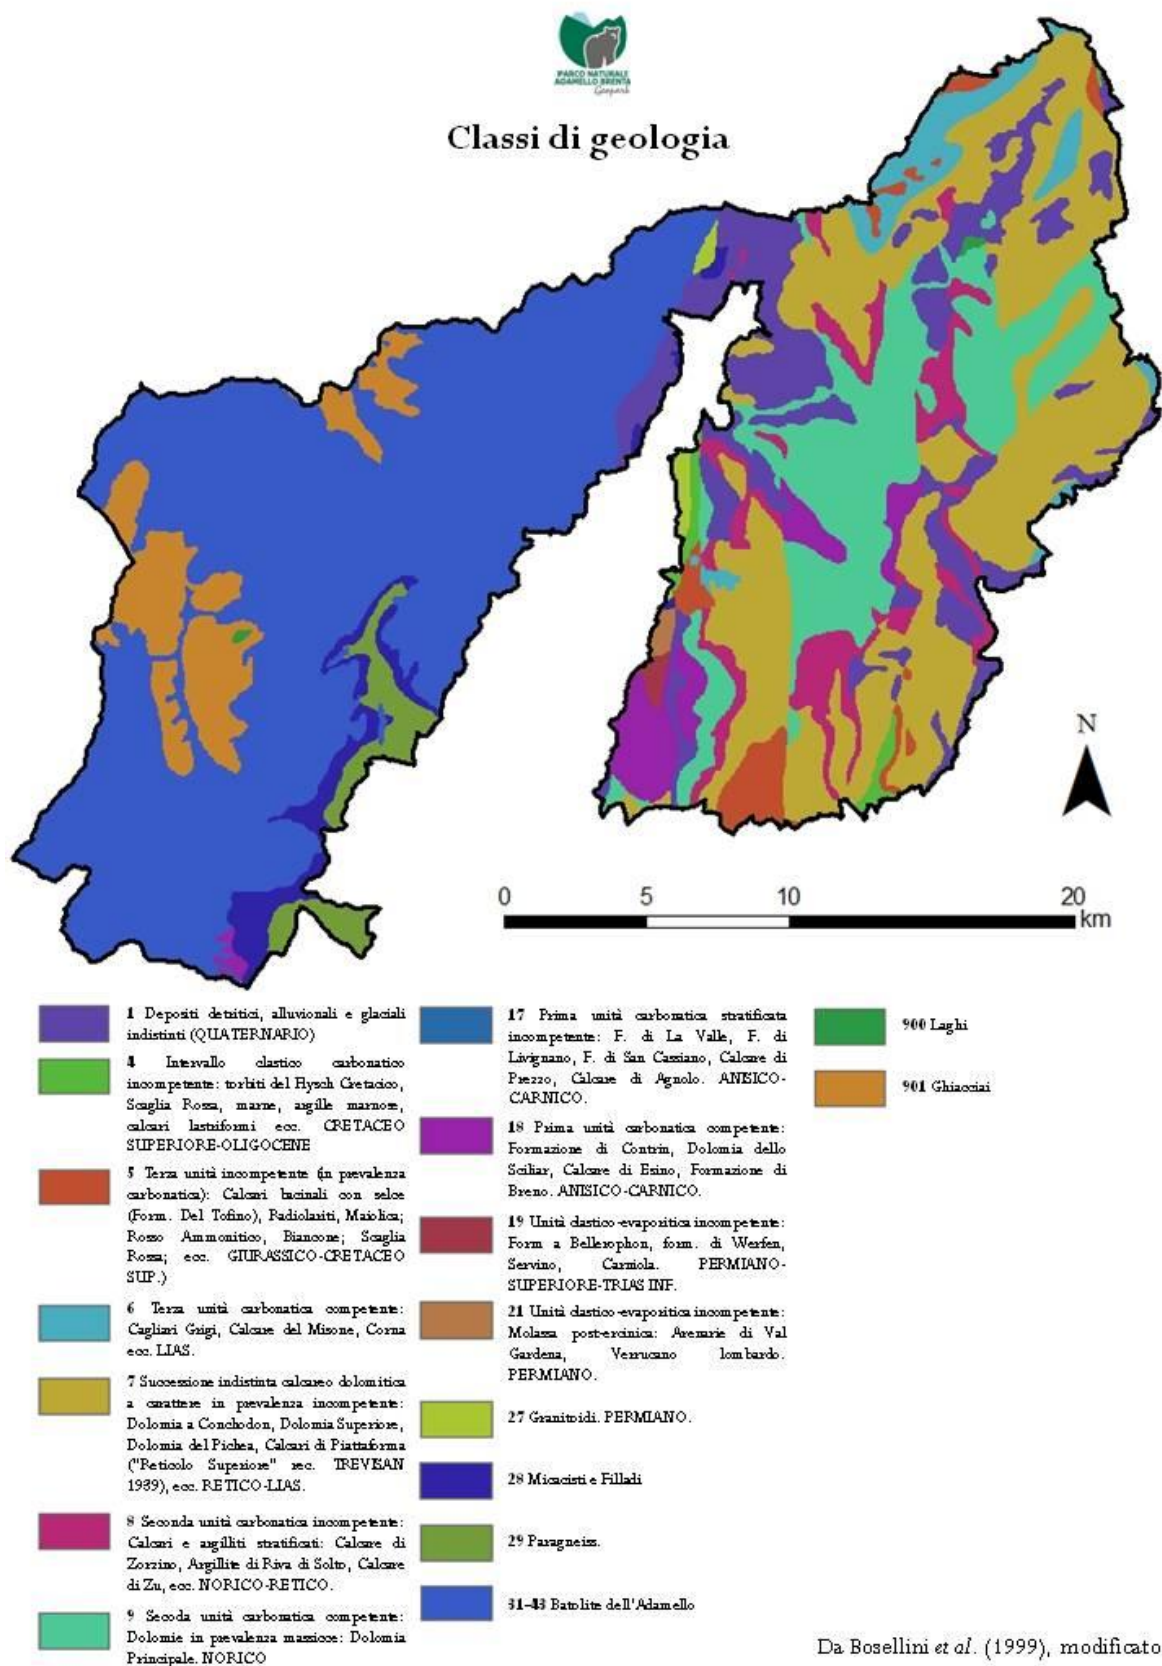 PARCO NATURALE
ADAMELLO BRENTA
Geopark
Classi di geologia
N
0 5 10 20
km
1 Depositi detritici, alluvionali e glaciali
indistinti (QUATERNARIO)
4 Intervallo clastico carbonatico
incompetente: torbiti del Flysch Cretacico,
Scaglia Rossa, marne, argille marnose,
calcari lastriformi ecc. CRETACEO
SUPERIORE-OLIGOCENE
5 Terza unità incompetente (in prevalenza
carbonatica): Calcari bacinali con selce
(Form. Del Tofino), Radiolariti, Maiolica;
Rosso Ammonitico, Biancone; Scaglia
Rossa; ecc. GIURASSICO-CRETACEO
SUP.)
6 Terza unità carbonatica competente:
Cagliari Grigi, Calcare del Misone, Corna
ecc. LIAS.
7 Successione indistinta calcareo dolomitica
a carattere in prevalenza incompetente:
Dolomia a Conchodon, Dolomia Superiore,
Dolomia del Pichea, Calcari di Piattaforma
("Reticolo Superiore" sec. TREVISAN
1939), ecc. RETICO-LIAS.
8 Seconda unità carbonatica incompetente:
Calcari e argilliti stratificati: Calcare di
Zorzino, Argillite di Riva di Solto, Calcare
di Zu, ecc. NORICO-RETICO.
9 Secoda unità carbonatica competente:
Dolomie in prevalenza massicce: Dolomia
Principale. NORICO
17 Prima unità carbonatica stratificata
incompetente: F. di La Valle, F. di
Livignano, F. di San Cassiano, Calcare di
Prezzo, Calcare di Agnolo. ANISICO-
CARNICO.
18 Prima unità carbonatica competente:
Formazione di Contrin, Dolomia dello
Sciliar, Calcare di Esino, Formazione di
Breno. ANISICO-CARNICO.
19 Unità clastico-evaporitica incompetente:
Form a Bellerophon, form. di Werfen,
Servino, Carniola. PERMIANO-
SUPERIORE-TRIAS INF.
21 Unità clastico-evaporitica incompetente:
Molassa post-ercinica: Arenarie di Val
Gardena, Verrucano lombardo.
PERMIANO.
27 Granitoidi. PERMIANO.
28 Micascisti e Filladi
29 Paragneiss.
31-43 Batolite dell'Adamello
900 Laghi
901 Ghiacciai
Da Bosellini et al. (1999), modificato